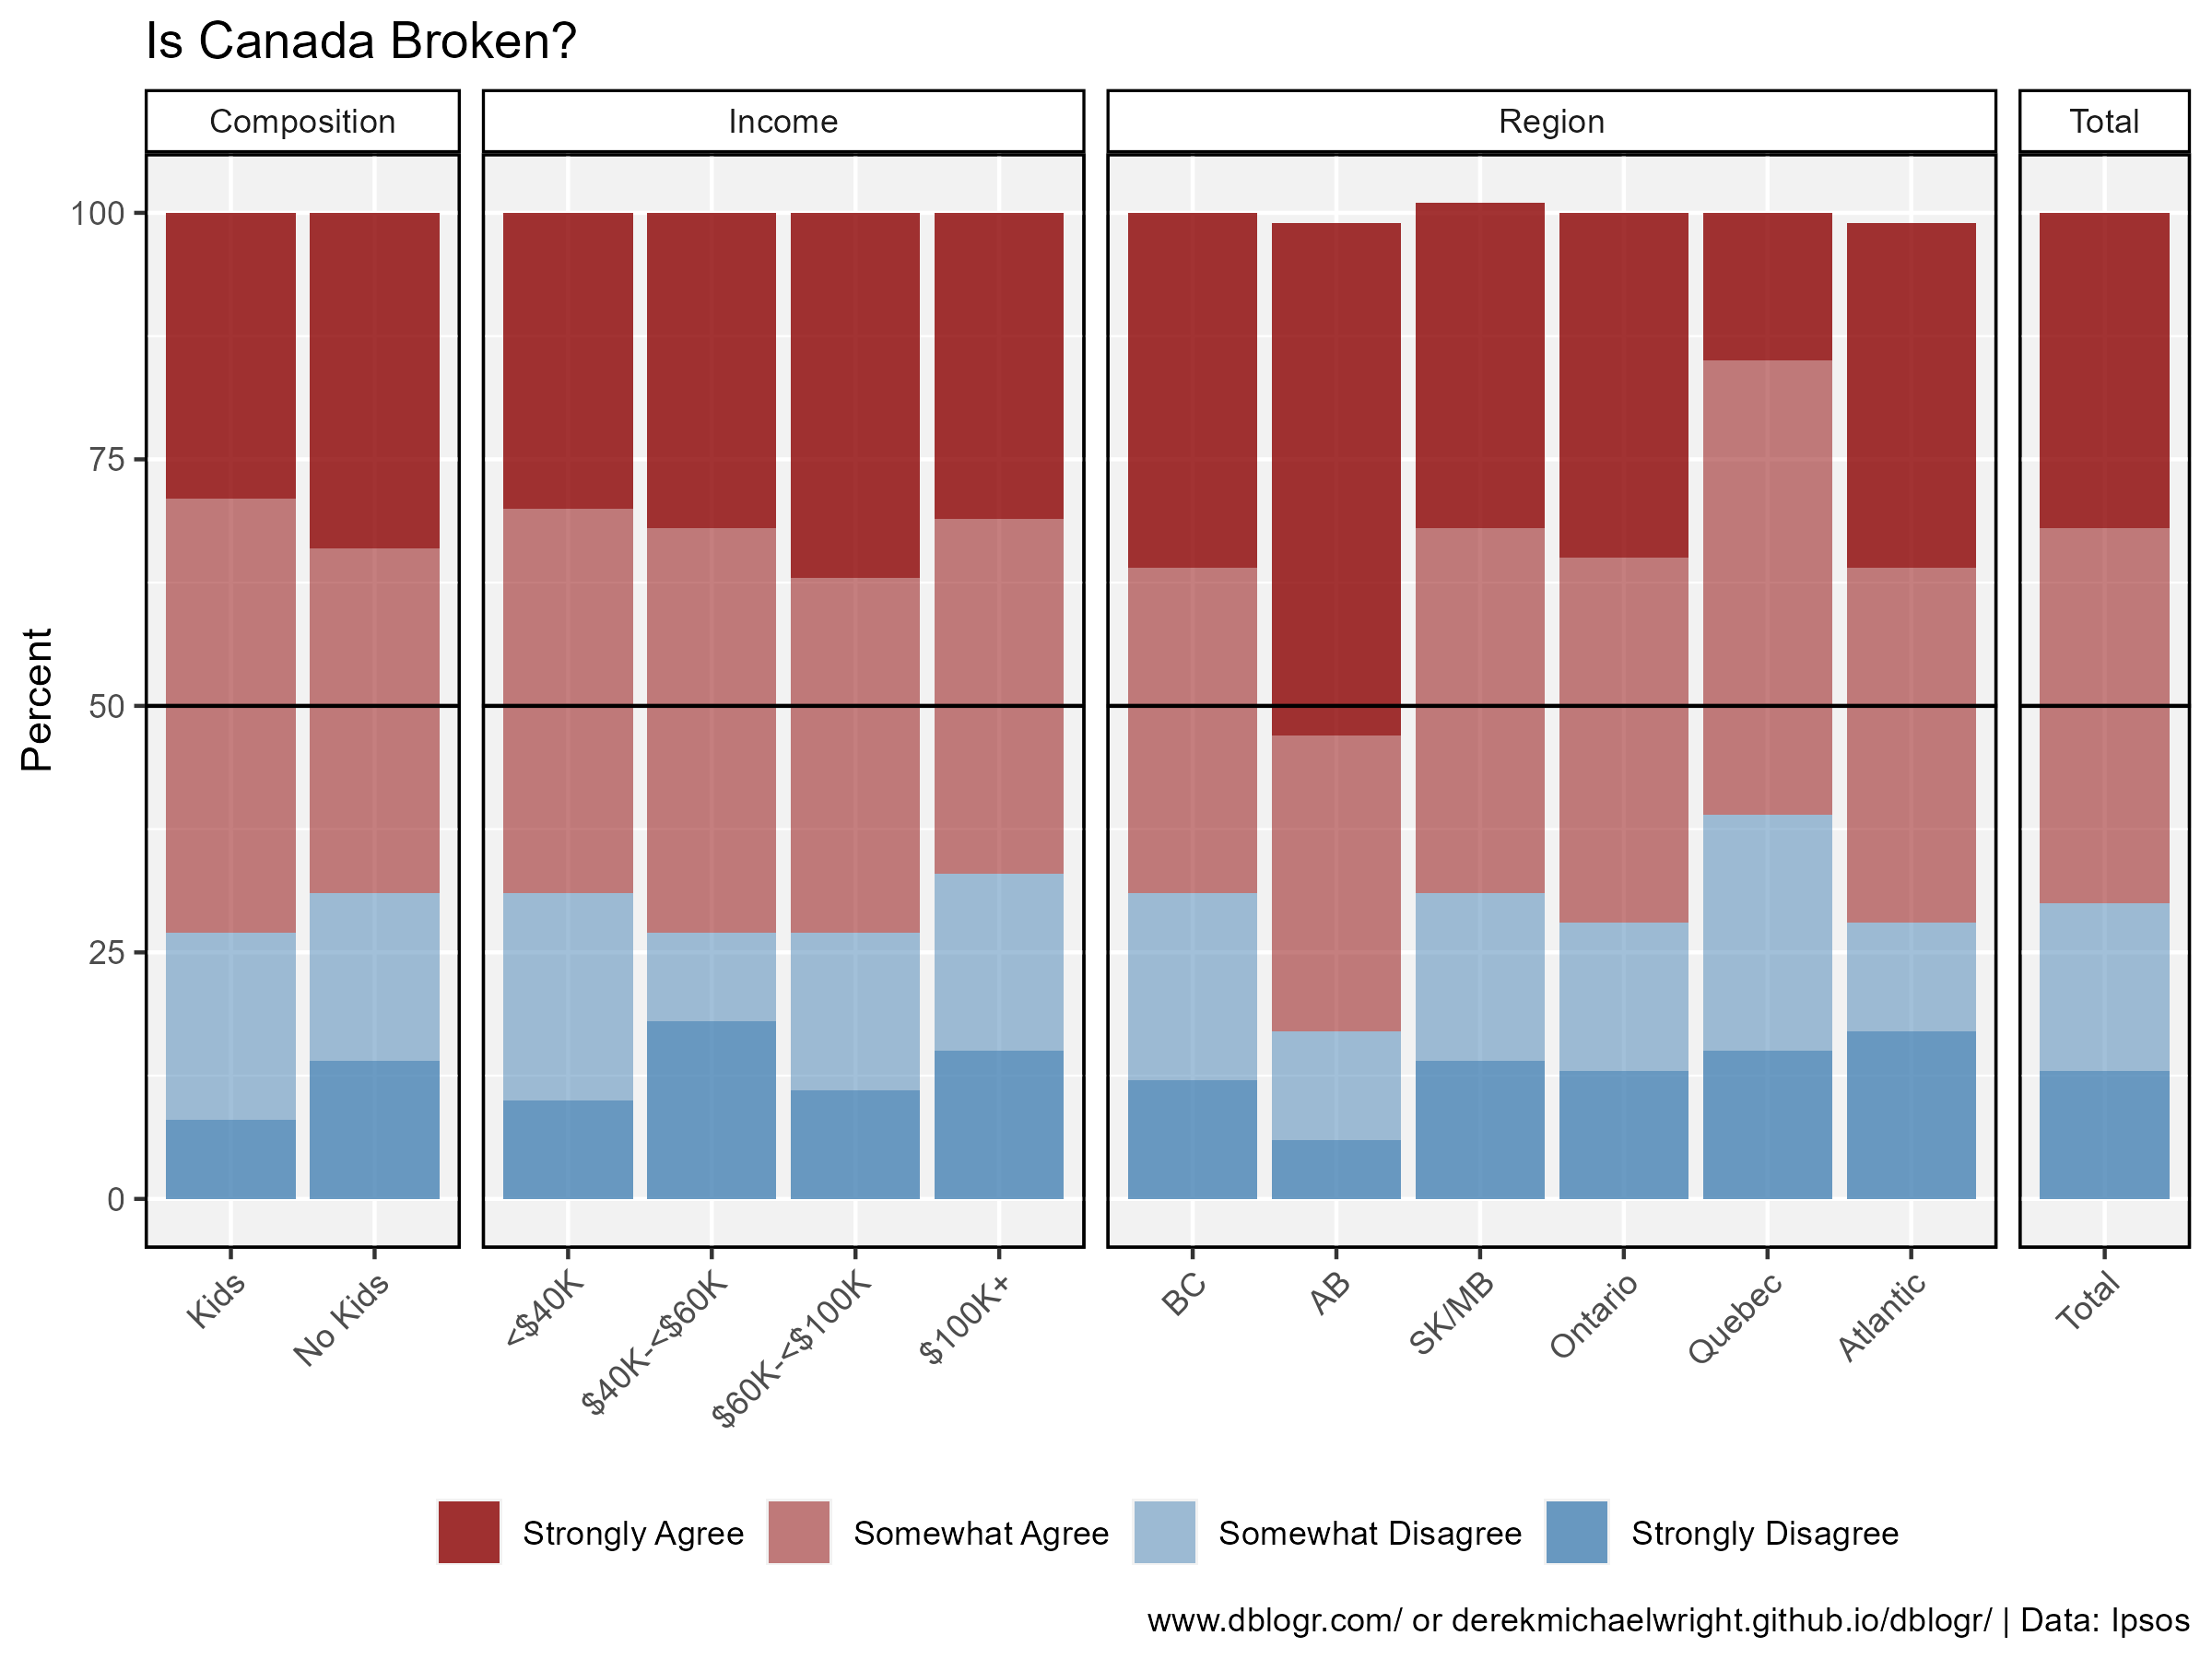 Is Canada Broken?
Composition
Income
Region
Total
Percent
100
75
50
25
0
Kids
No Kids
<$40K
$40K-<$60K
$60K-<$100K
$100K+
BC
AB
SK/MB
Ontario
Quebec
Atlantic
Total
Strongly Agree
Somewhat Agree
Somewhat Disagree
Strongly Disagree
www.dblogr.com/ or derekmichaelwright.github.io/dblogr/ | Data: Ipsos